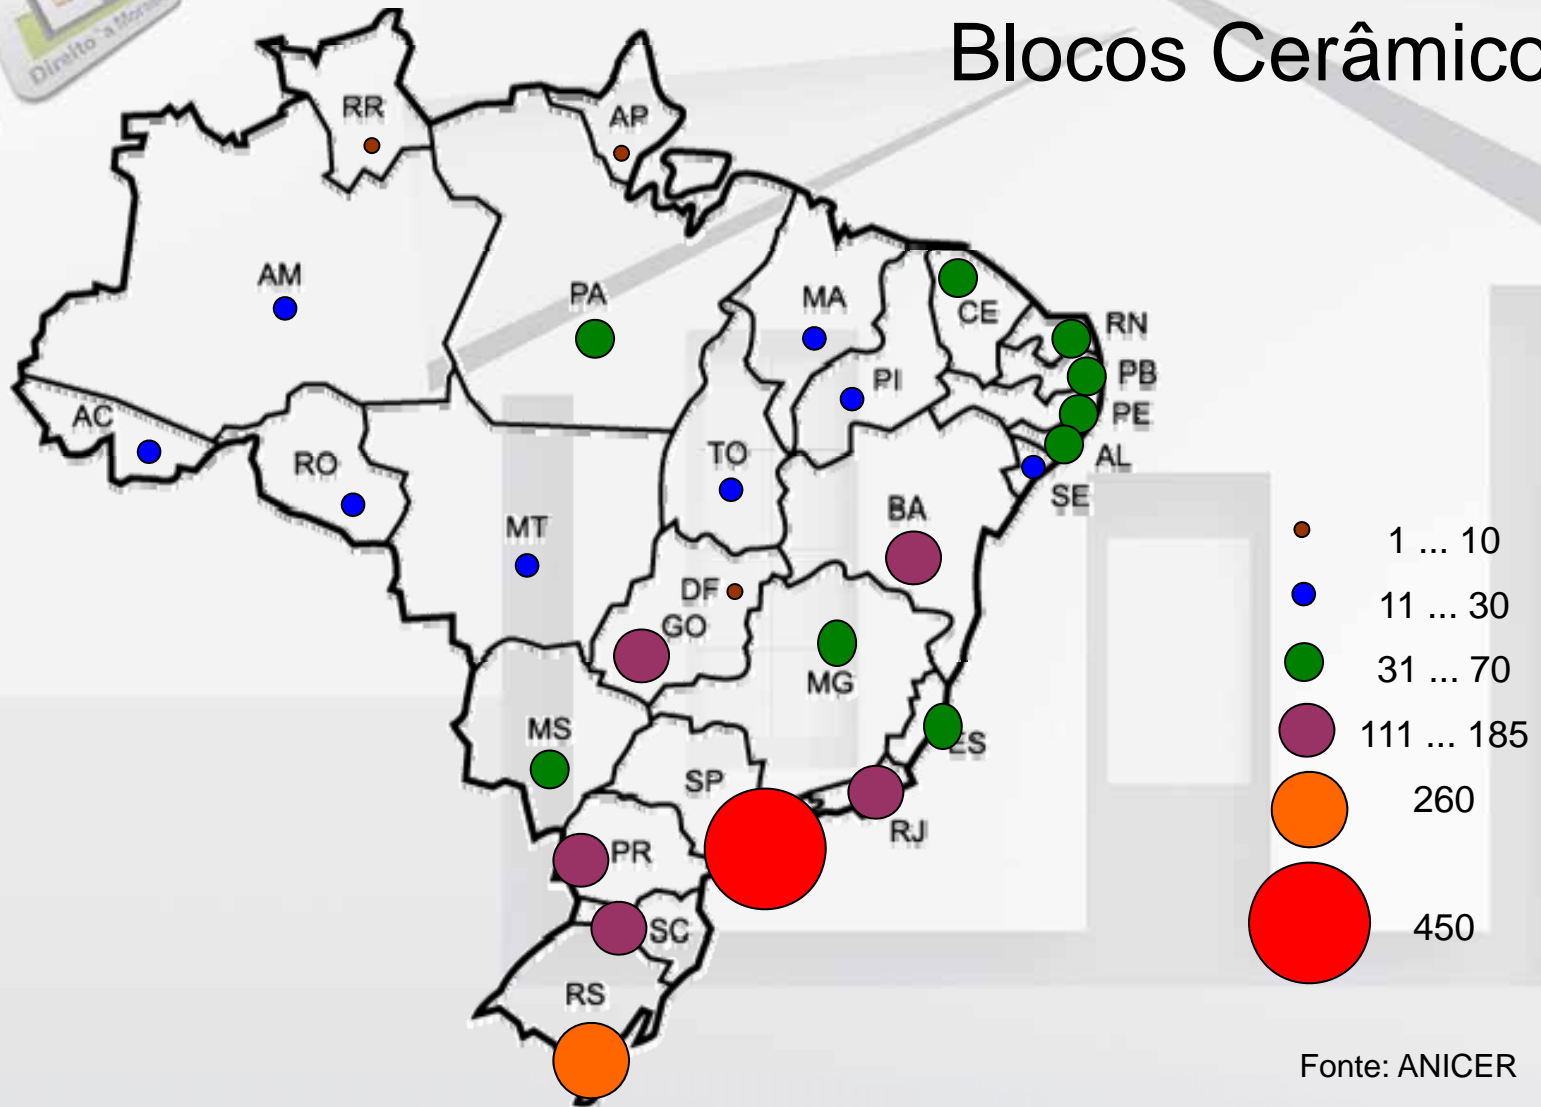 Direito a Mora
Blocos Cerâmico
RR
AP
AM
PA
MA
CE
RN
PI
PB
PE
AC
AL
TO
RO
SE
BA
MT
DF
GO
MG
MS
ES
SP
RJ
PR
SC
RS
1 ... 10
11 ... 30
31 ... 70
111 ... 185
260
450
Fonte: ANICER